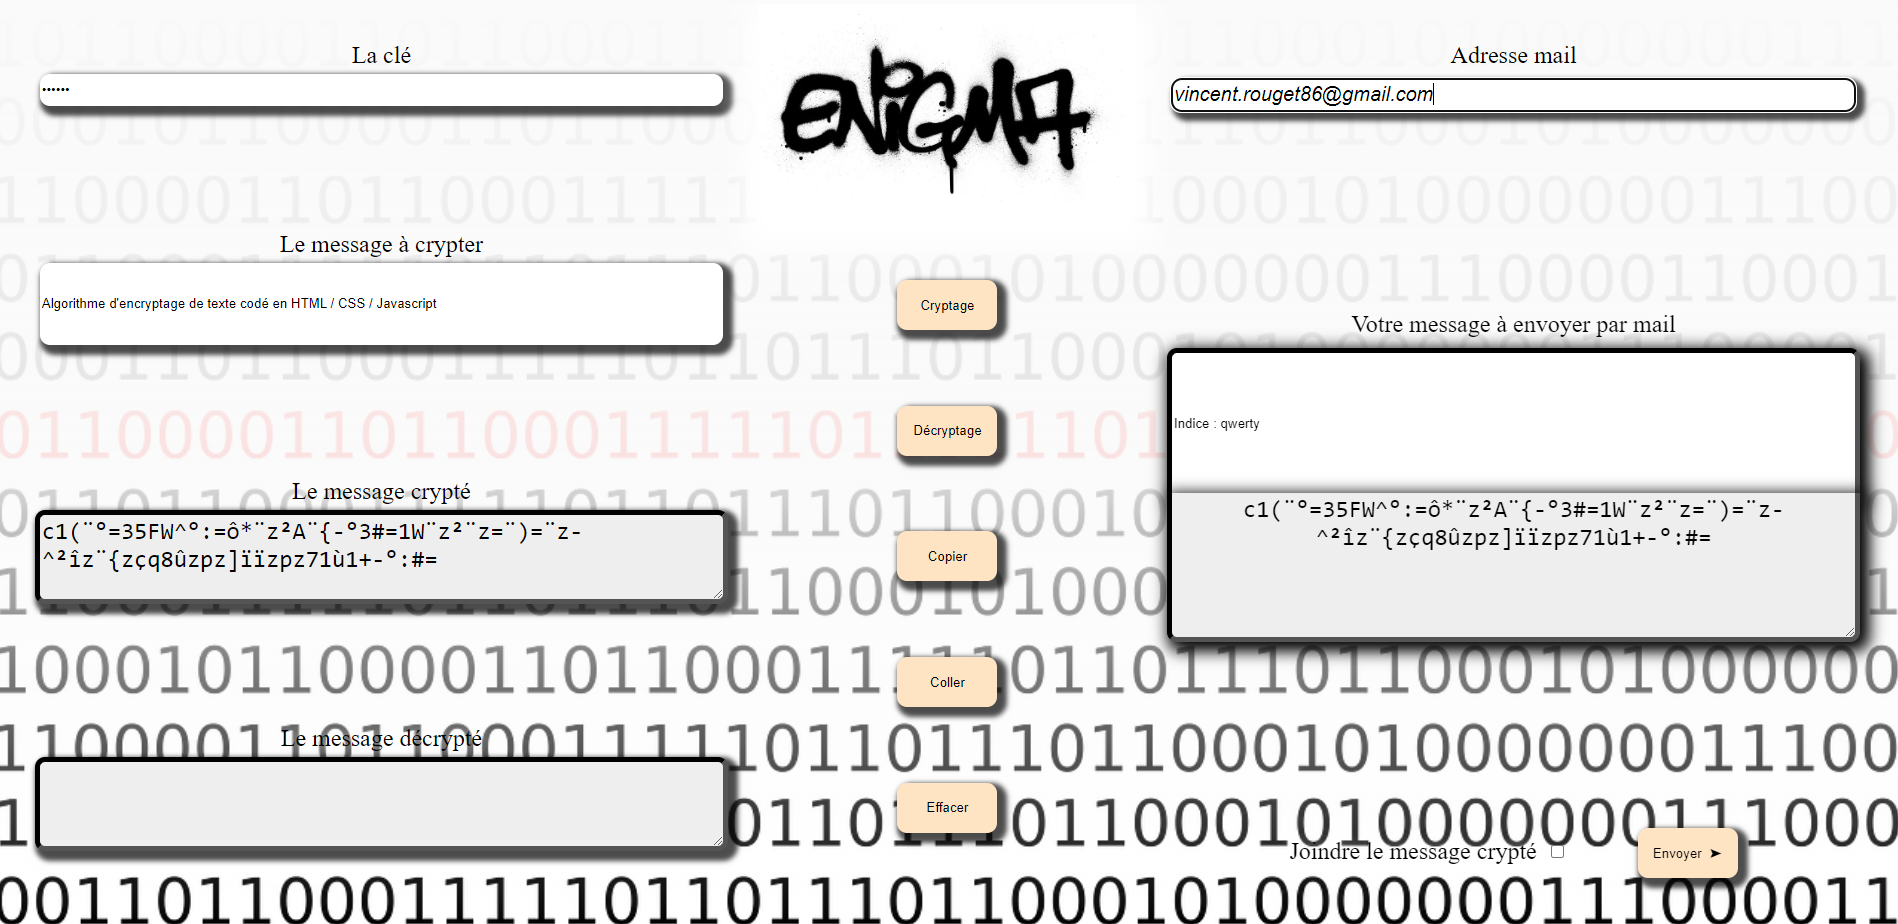 La clé
••••••
Le message à crypter
Algorithme d'encryptage de texte codé en HTML / CSS / Javascript
Le message crypté
c1(¨°=35FW^°:=ô*¨z²A¨{-°3#=1W¨z²¨z=¨)=¨z-
^²îz¨{zçq8ûzpz]ïïzpz71ù1+-°:#=
Le message décrypté
ENiGMA
Cryptage
Décryptage
Copier
Coller
Effacer
Adresse mail
vincent.rouget86@gmail.com
Votre message à envoyer par mail
Indice : qwerty
c1(¨°=35FW^°:=ô*¨z²A¨{-°3#=1W¨z²¨z=¨)=¨z-
^²îz¨{zçq8ûzpz]ïïzpz71ù1+-°:#=
Joindre le message crypté
Envoyer ➤